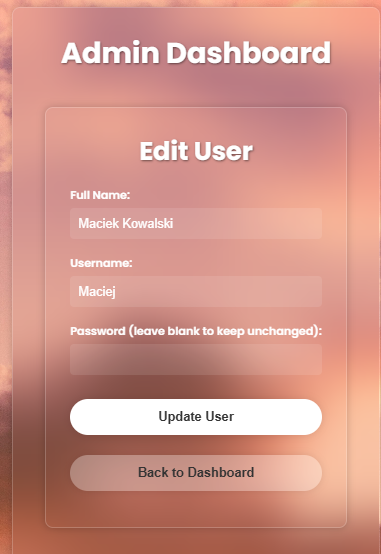 Admin Dashboard
Edit User
Full Name:
Maciek Kowalski
Username:
Maciej
Password (leave blank to keep unchanged):
Update User
Back to Dashboard